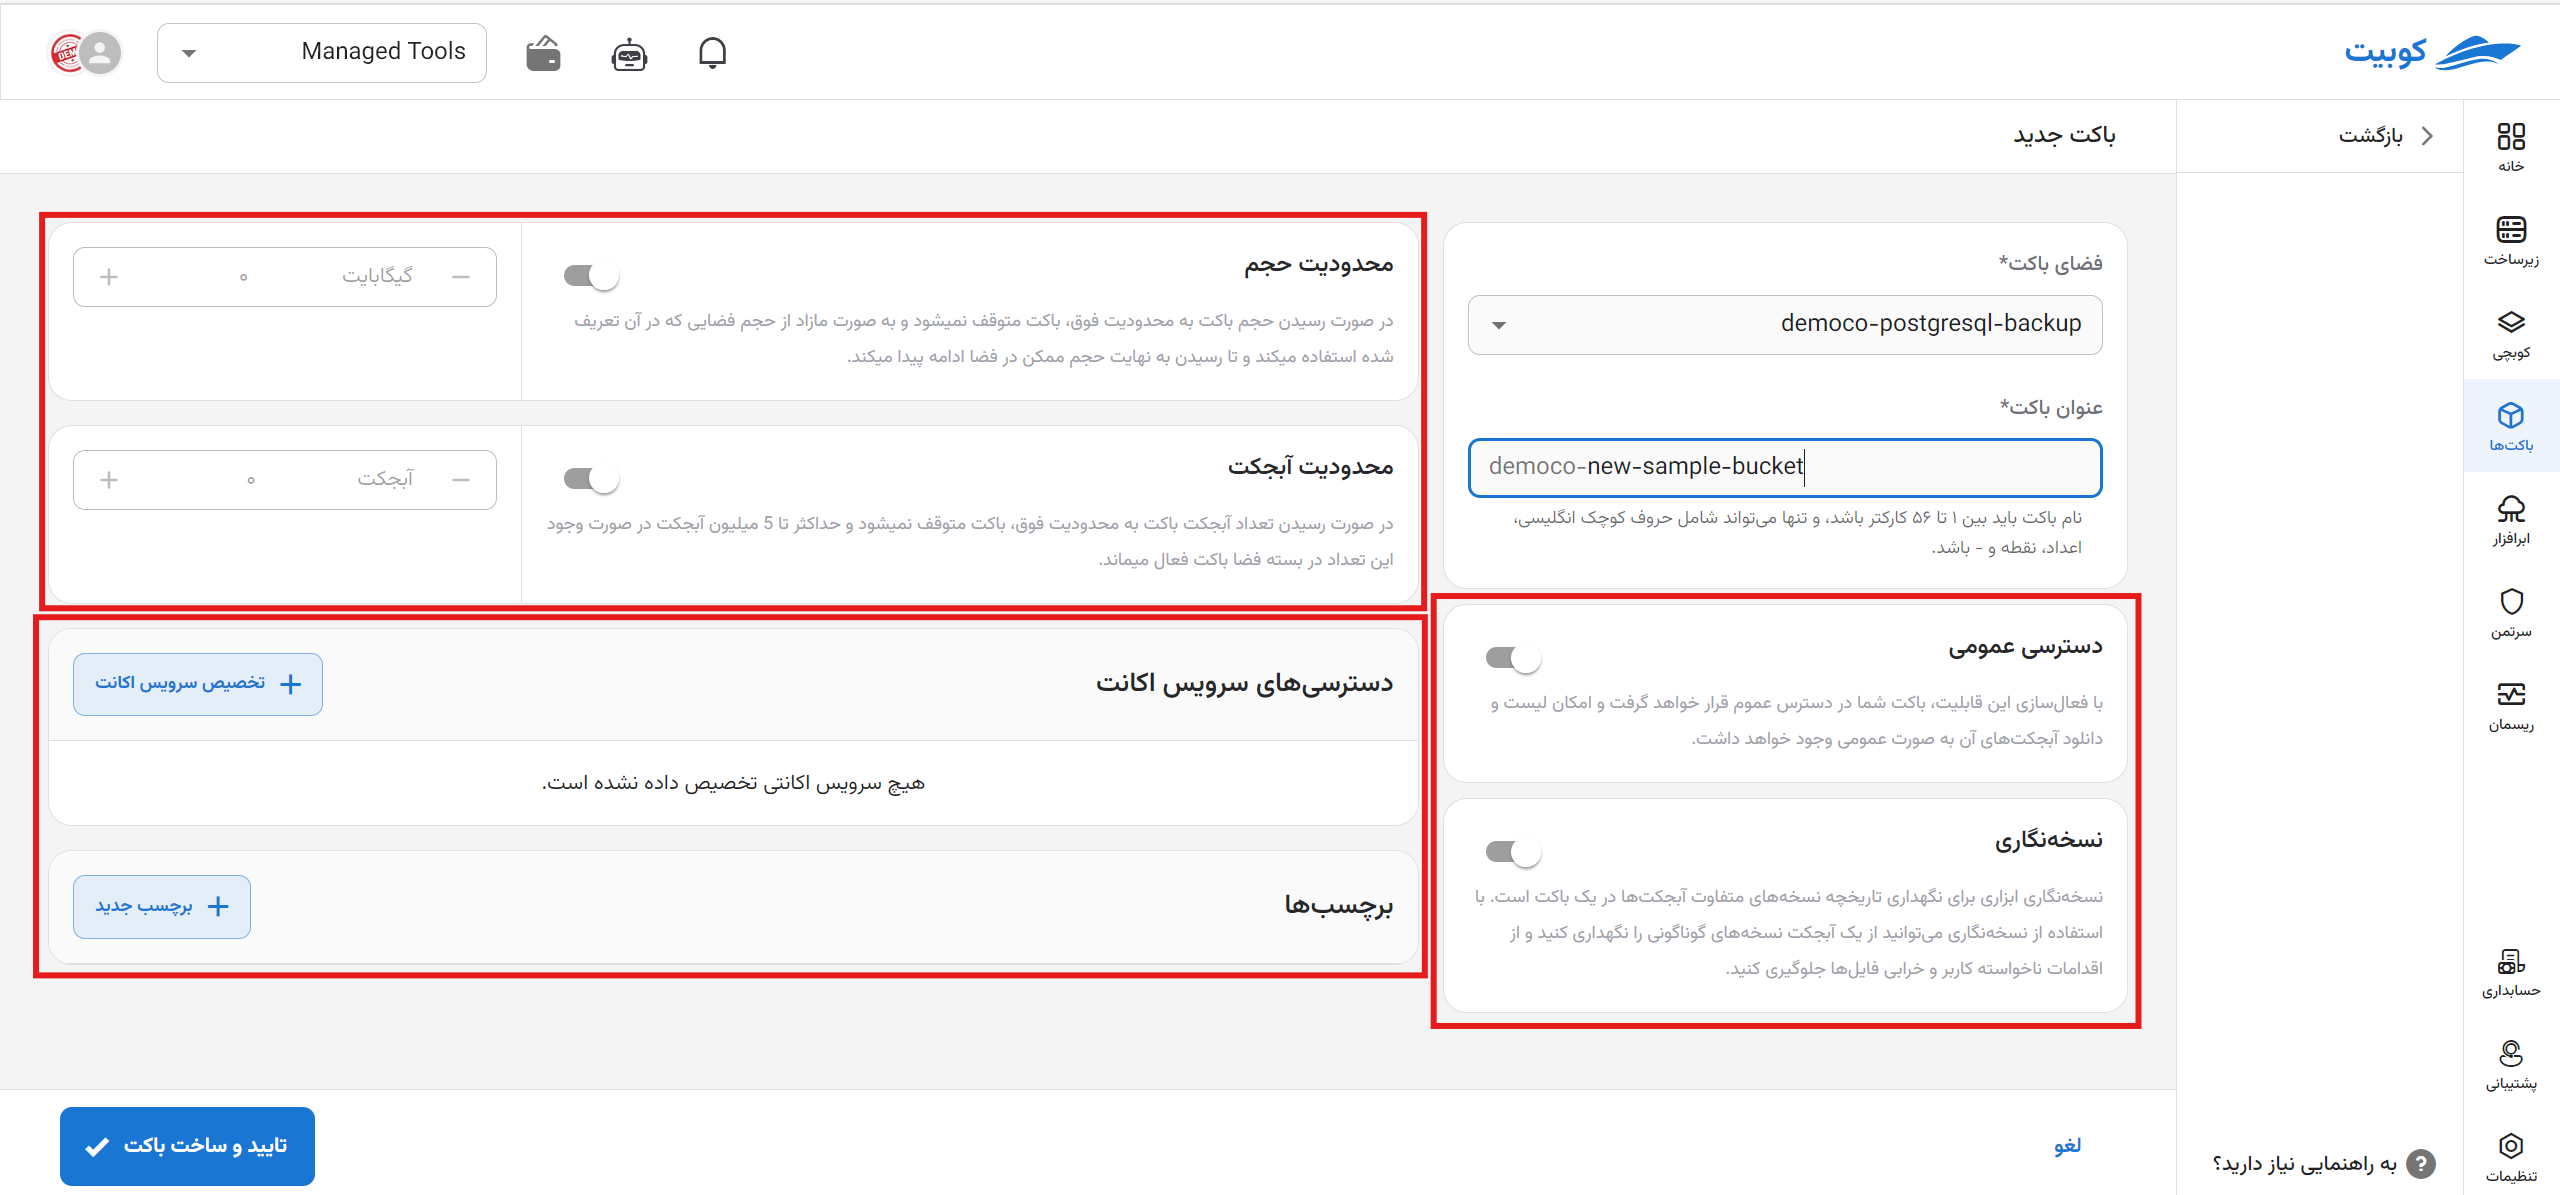 کوبیت
Managed Tools
خانه
زیرساخت
کوبچی
باکت‌ها
ابرافزار
سرتمن
ریسمان
حسابداری
پشتیبانی
تنظیمات
بازگشت
به راهنمایی نیاز دارید؟
باکت جدید
فضای باکت*
democo-postgresql-backup
عنوان باکت*
democo-new-sample-bucket
نام باکت باید بین ۱ تا ۵۶ کارکتر باشد، و تنها می‌تواند شامل حروف کوچک انگلیسی،
اعداد، نقطه و - باشد.
دسترسی عمومی
با فعال‌سازی این قابلیت، باکت شما در دسترس عموم قرار خواهد گرفت و امکان لیست و
دانلود آبجکت‌های آن به صورت عمومی وجود خواهد داشت.
نسخه‌نگاری
نسخه‌نگاری ابزاری برای نگهداری تاریخچه نسخه‌های متفاوت آبجکت‌ها در یک باکت است. با
استفاده از نسخه‌نگاری می‌توانید از یک آبجکت نسخه‌های گوناگونی را نگهداری کنید و از
اقدامات ناخواسته کاربر و خرابی فایل‌ها جلوگیری کنید.
محدودیت حجم
در صورت رسیدن حجم باکت به محدودیت فوق، باکت متوقف نمیشود و به صورت مازاد از حجم فضایی که در آن تعریف
شده استفاده میکند و تا رسیدن به نهایت حجم ممکن در فضا ادامه پیدا میکند.
گیگابایت ۰
محدودیت آبجکت
در صورت رسیدن تعداد آبجکت باکت به محدودیت فوق، باکت متوقف نمیشود و حداکثر تا 5 میلیون آبجکت در صورت وجود
این تعداد در بسته فضا باکت فعال میماند.
آبجکت ۰
دسترسی‌های سرویس اکانت
تخصیص سرویس اکانت
هیچ سرویس اکانتی تخصیص داده نشده است.
برچسب‌ها
برچسب جدید
لغو
تایید و ساخت باکت